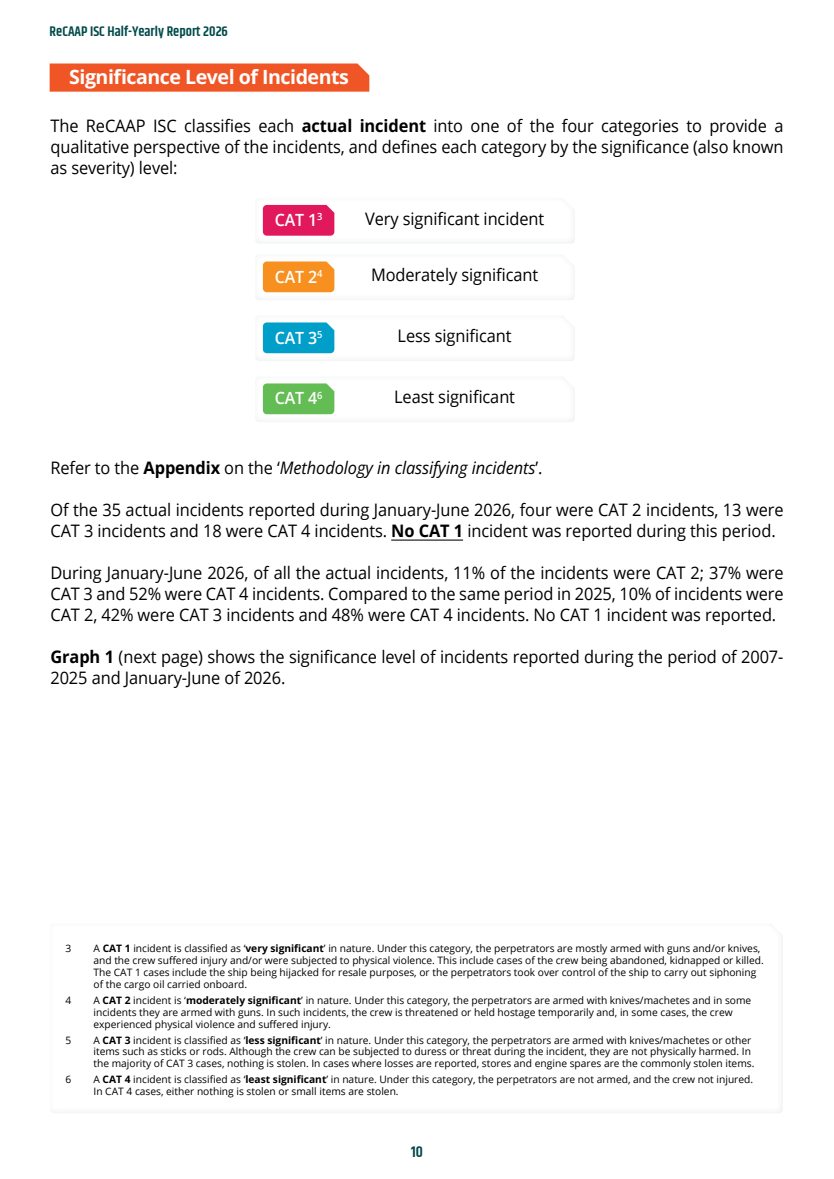 ReCAAP ISC Half-Yearly Report 2026
Significance Level of Incidents
The ReCAAP ISC classifies each actual incident into one of the four categories to provide a
qualitative perspective of the incidents, and defines each category by the significance (also known
as severity) level:
CAT 1³ Very significant incident
CAT 2⁴ Moderately significant
CAT 3⁵ Less significant
CAT 4⁶ Least significant
Refer to the Appendix on the ‘Methodology in classifying incidents’.
Of the 35 actual incidents reported during January-June 2026, four were CAT 2 incidents, 13 were
CAT 3 incidents and 18 were CAT 4 incidents. No CAT 1 incident was reported during this period.
During January-June 2026, of all the actual incidents, 11% of the incidents were CAT 2; 37% were
CAT 3 and 52% were CAT 4 incidents. Compared to the same period in 2025, 10% of incidents were
CAT 2, 42% were CAT 3 incidents and 48% were CAT 4 incidents. No CAT 1 incident was reported.
Graph 1 (next page) shows the significance level of incidents reported during the period of 2007-
2025 and January-June of 2026.
3 A CAT 1 incident is classified as ‘very significant’ in nature. Under this category, the perpetrators are mostly armed with guns and/or knives,
and the crew suffered injury and/or were subjected to physical violence. This include cases of the crew being abandoned, kidnapped or killed.
The CAT 1 cases include the ship being hijacked for resale purposes, or the perpetrators took over control of the ship to carry out siphoning
of the cargo oil carried onboard.
4 A CAT 2 incident is ‘moderately significant’ in nature. Under this category, the perpetrators are armed with knives/machetes and in some
incidents they are armed with guns. In such incidents, the crew is threatened or held hostage temporarily and, in some cases, the crew
experienced physical violence and suffered injury.
5 A CAT 3 incident is classified as ‘less significant’ in nature. Under this category, the perpetrators are armed with knives/machetes or other
items such as sticks or rods. Although the crew can be subjected to duress or threat during the incident, they are not physically harmed. In
the majority of CAT 3 cases, nothing is stolen. In cases where losses are reported, stores and engine spares are the commonly stolen items.
6 A CAT 4 incident is classified as ‘least significant’ in nature. Under this category, the perpetrators are not armed, and the crew not injured.
In CAT 4 cases, either nothing is stolen or small items are stolen.
10